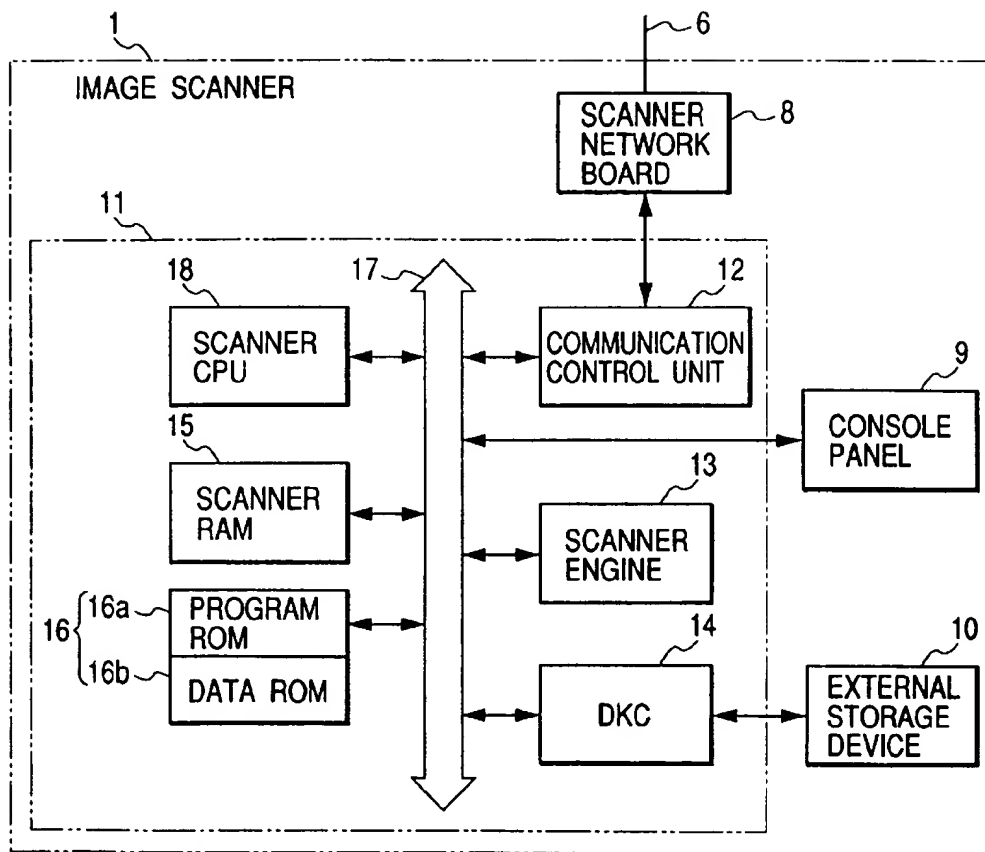 1
6
IMAGE SCANNER
SCANNER
NETWORK
BOARD
8
11
18
17
12
SCANNER
CPU
COMMUNICATION
CONTROL UNIT
9
CONSOLE
PANEL
15
13
SCANNER
RAM
SCANNER
ENGINE
16
16a
PROGRAM
ROM
16b
DATA ROM
14
DKC
10
EXTERNAL
STORAGE
DEVICE